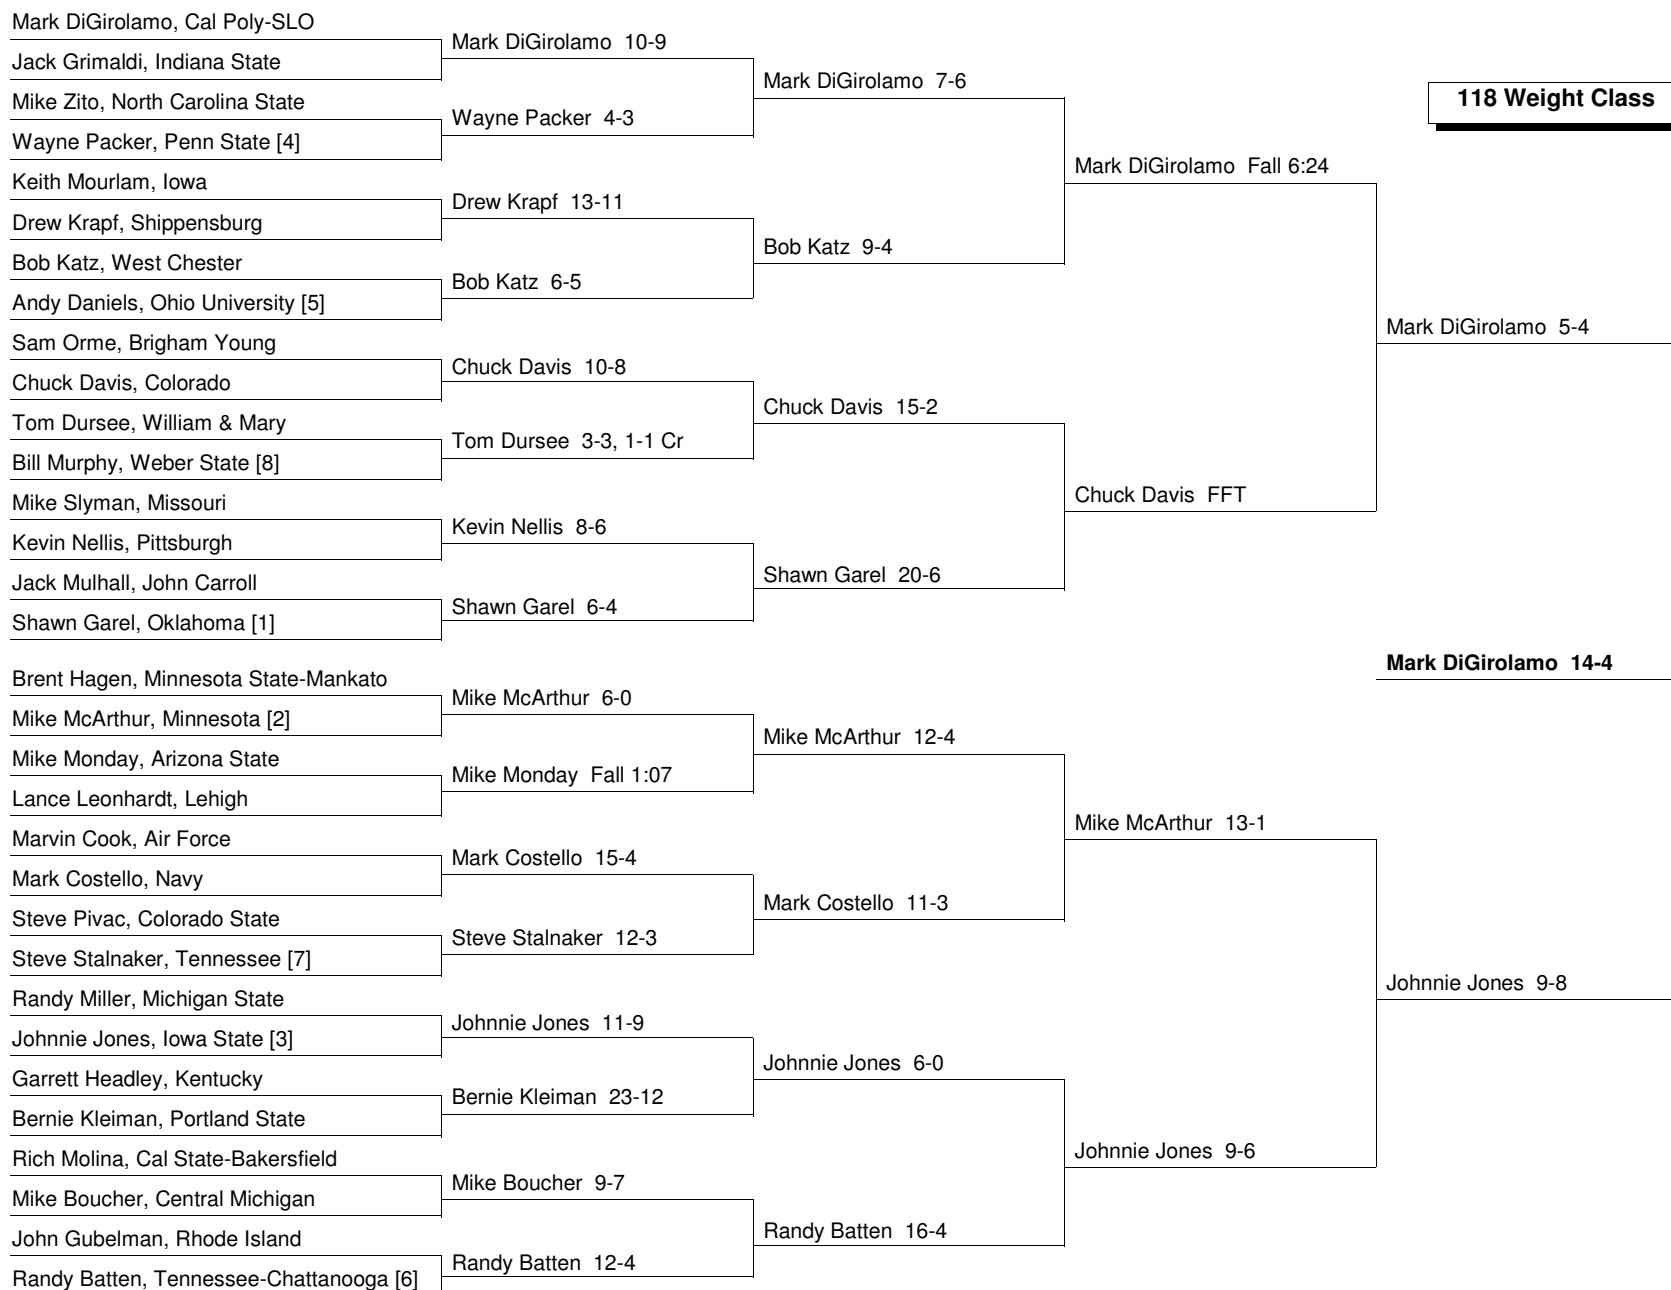 Mark DiGirolamo, Cal Poly-SLO
Jack Grimaldi, Indiana State
Mike Zito, North Carolina State
Wayne Packer, Penn State [4]
Keith Mourlam, Iowa
Drew Krapf, Shippensburg
Bob Katz, West Chester
Andy Daniels, Ohio University [5]
Sam Orme, Brigham Young
Chuck Davis, Colorado
Tom Dursee, William & Mary
Bill Murphy, Weber State [8]
Mike Slyman, Missouri
Kevin Nellis, Pittsburgh
Jack Mulhall, John Carroll
Shawn Garel, Oklahoma [1]
Brent Hagen, Minnesota State-Mankato
Mike McArthur, Minnesota [2]
Mike Monday, Arizona State
Lance Leonhardt, Lehigh
Marvin Cook, Air Force
Mark Costello, Navy
Steve Pivac, Colorado State
Steve Stalnaker, Tennessee [7]
Randy Miller, Michigan State
Johnnie Jones, Iowa State [3]
Garrett Headley, Kentucky
Bernie Kleiman, Portland State
Rich Molina, Cal State-Bakersfield
Mike Boucher, Central Michigan
John Gubelman, Rhode Island
Randy Batten, Tennessee-Chattanooga [6]
Mark DiGirolamo 10-9
Wayne Packer 4-3
Drew Krapf 13-11
Bob Katz 6-5
Chuck Davis 10-8
Tom Dursee 3-3, 1-1 Cr
Kevin Nellis 8-6
Shawn Garel 6-4
Mike McArthur 6-0
Mike Monday Fall 1:07
Mark Costello 15-4
Steve Stalnaker 12-3
Johnnie Jones 11-9
Bernie Kleiman 23-12
Mike Boucher 9-7
Randy Batten 12-4
Mark DiGirolamo 7-6
Bob Katz 9-4
Chuck Davis 15-2
Shawn Garel 20-6
Mike McArthur 12-4
Mark Costello 11-3
Johnnie Jones 6-0
Randy Batten 16-4
Mark DiGirolamo Fall 6:24
Chuck Davis FFT
Mike McArthur 13-1
Johnnie Jones 9-6
118 Weight Class
Mark DiGirolamo 5-4
Mark DiGirolamo 14-4
Johnnie Jones 9-8